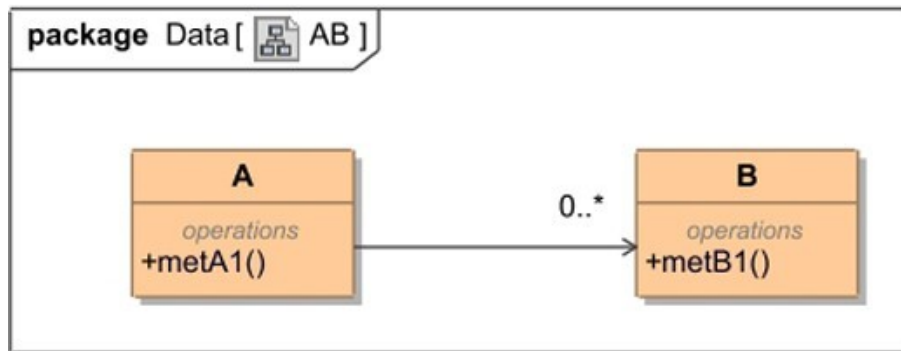 package Data [ AB ]
A
operations
+metA1()
0..*
B
operations
+metB1()